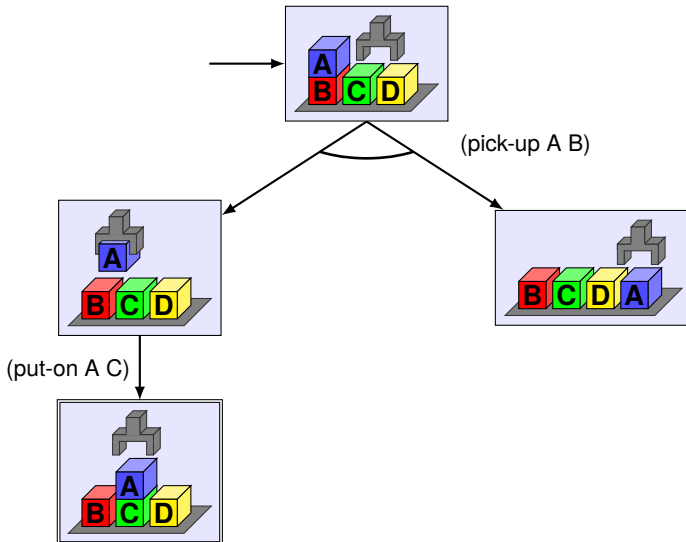 A
B C D
(pick-up A B)
A
B C D
B C D A
(put-on A C)
A
B C D